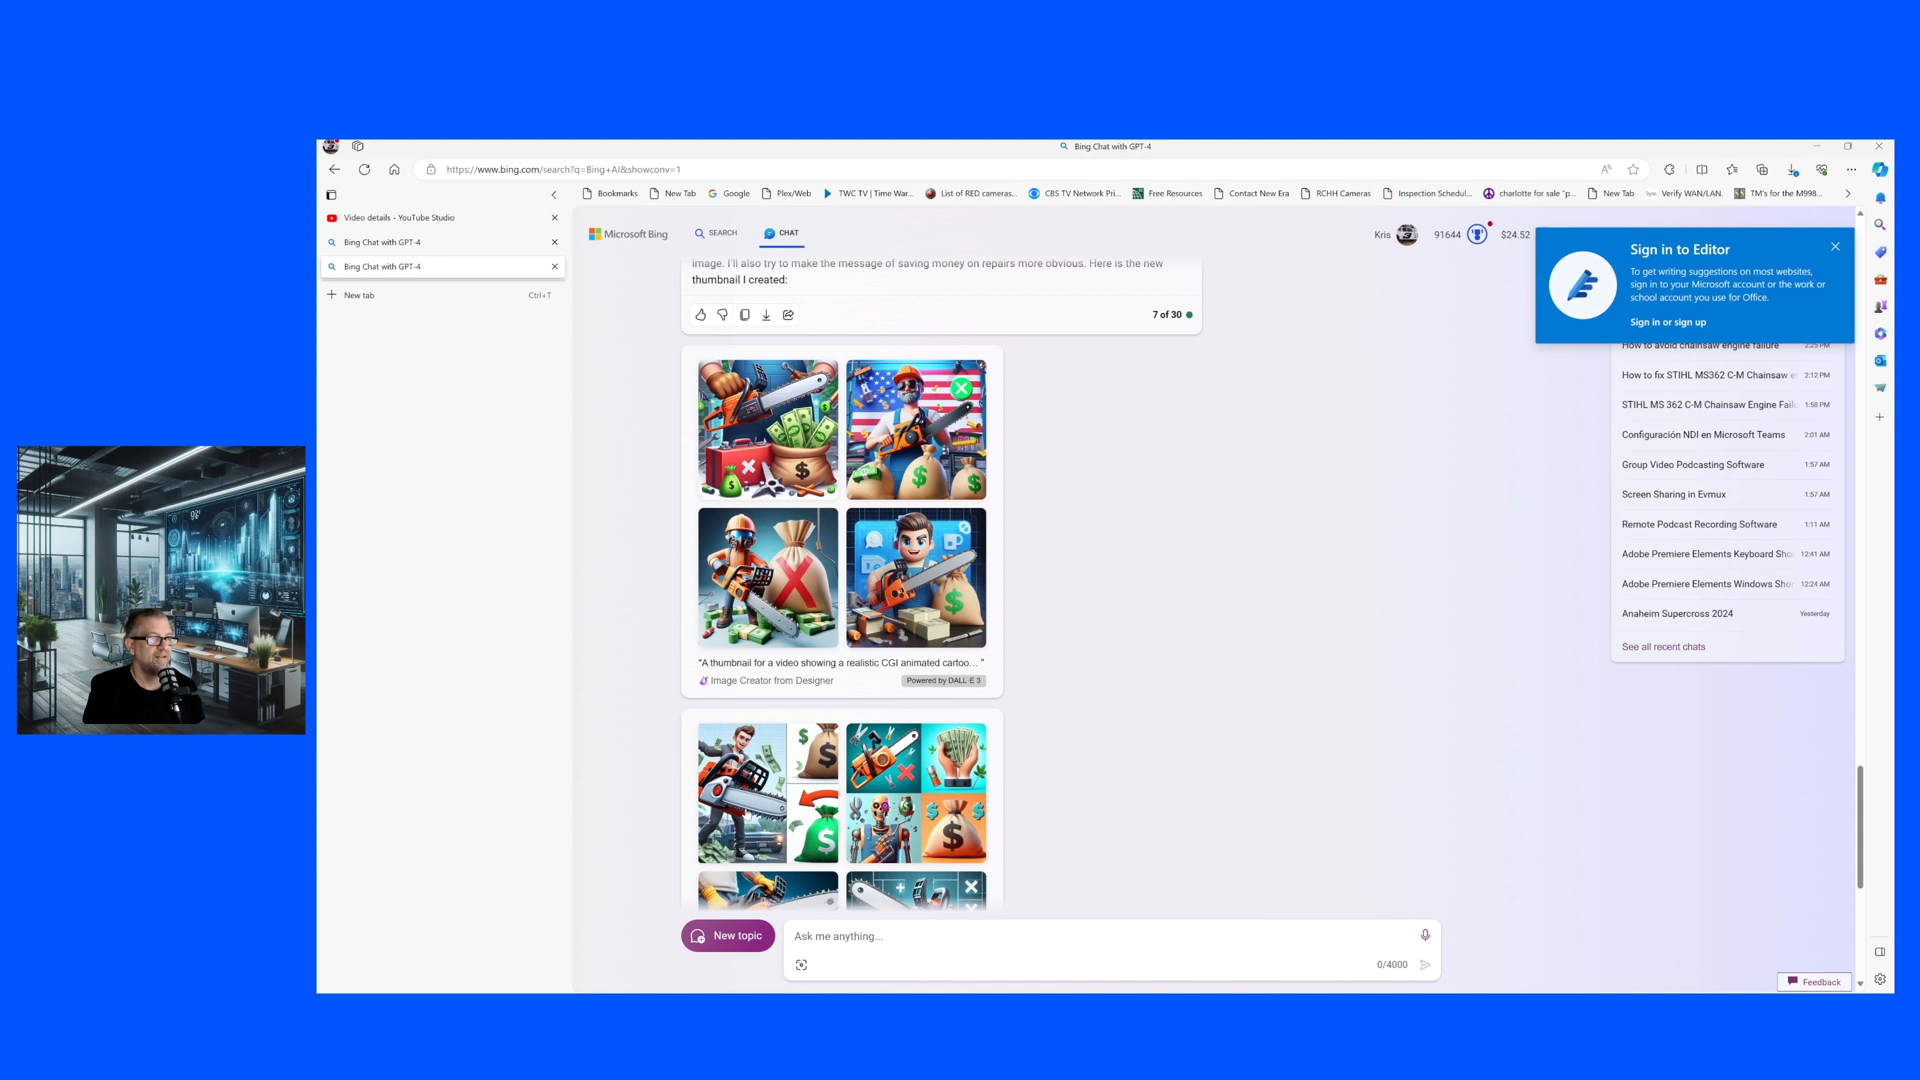 Bing Chat with GPT-4
https://www.bing.com/search?q=Bing+AI&showconv=1
Bookmarks
New Tab
Google
Plex/Web
TWC TV | Time War...
List of RED cameras...
CBS TV Network Pri...
Free Resources
Contact New Era
RCHH Cameras
Inspection Schedul...
charlotte for sale "p...
New Tab
Verify WAN/LAN.
TM's for the M998...
Video details - YouTube Studio
Bing Chat with GPT-4
Bing Chat with GPT-4
New tab
Ctrl+T
Microsoft Bing
SEARCH
CHAT
Kris
91644
$24.52
image. I'll also try to make the message of saving money on repairs more obvious. Here is the new
thumbnail I created:
7 of 30
"A thumbnail for a video showing a realistic CGI animated cartoo... "
Image Creator from Designer
Powered by DALL·E 3
Sign in to Editor
To get writing suggestions on most websites,
sign in to your Microsoft account or the work or
school account you use for Office.
Sign in or sign up
How to avoid chainsaw engine failure
2:25 PM
How to fix STIHL MS362 C-M Chainsaw e
2:12 PM
STIHL MS 362 C-M Chainsaw Engine Failu
1:58 PM
Configuración NDI en Microsoft Teams
2:01 AM
Group Video Podcasting Software
1:57 AM
Screen Sharing in Evmux
1:57 AM
Remote Podcast Recording Software
1:11 AM
Adobe Premiere Elements Keyboard Sho
12:41 AM
Adobe Premiere Elements Windows Shor
12:24 AM
Anaheim Supercross 2024
Yesterday
See all recent chats
New topic
Ask me anything...
0/4000
Feedback